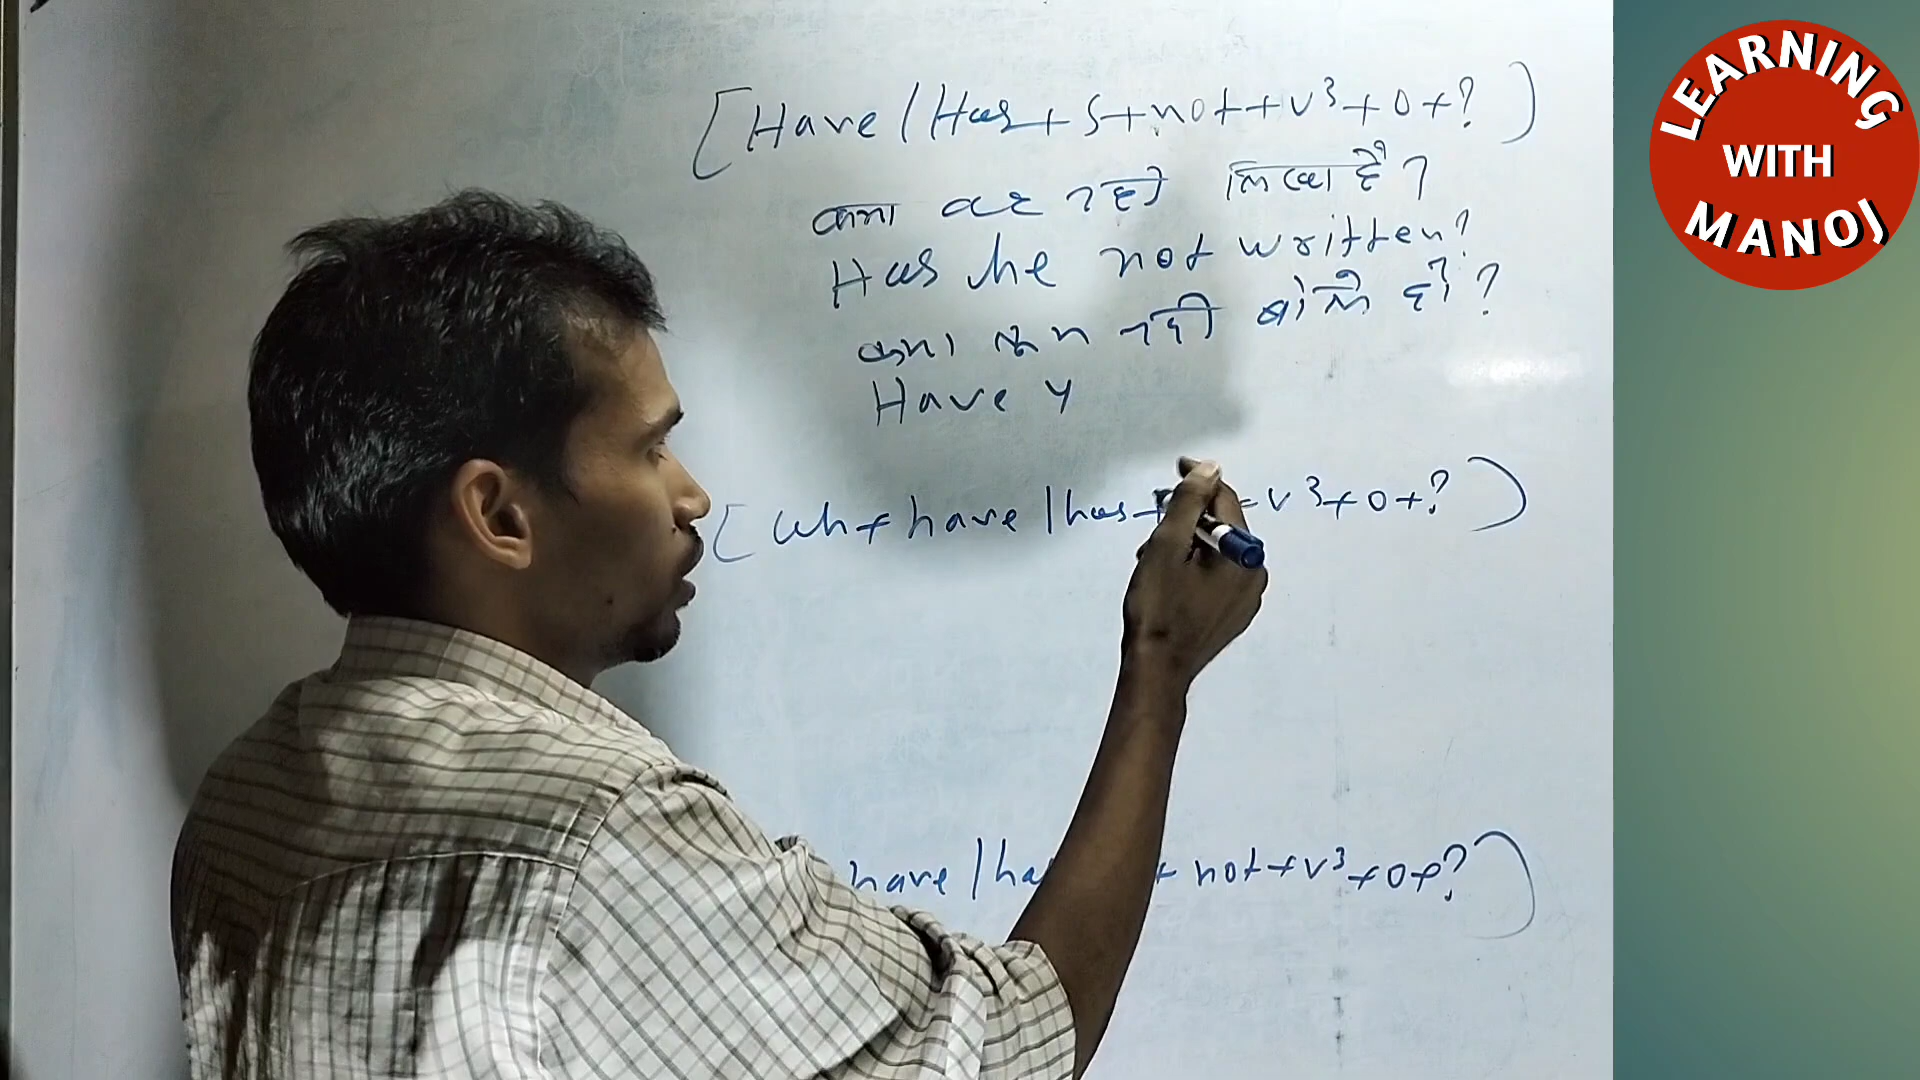 [Have/Has+S+not+v³+o+?)
क्या वह नही लिखा है?
Has he not written?
क्या तुम नही बोले हो?
Have y
[Wh+have/has+ =v³+o+?)
have/ha + not+v³+o+?)
LEARNING
WITH
MANOJ